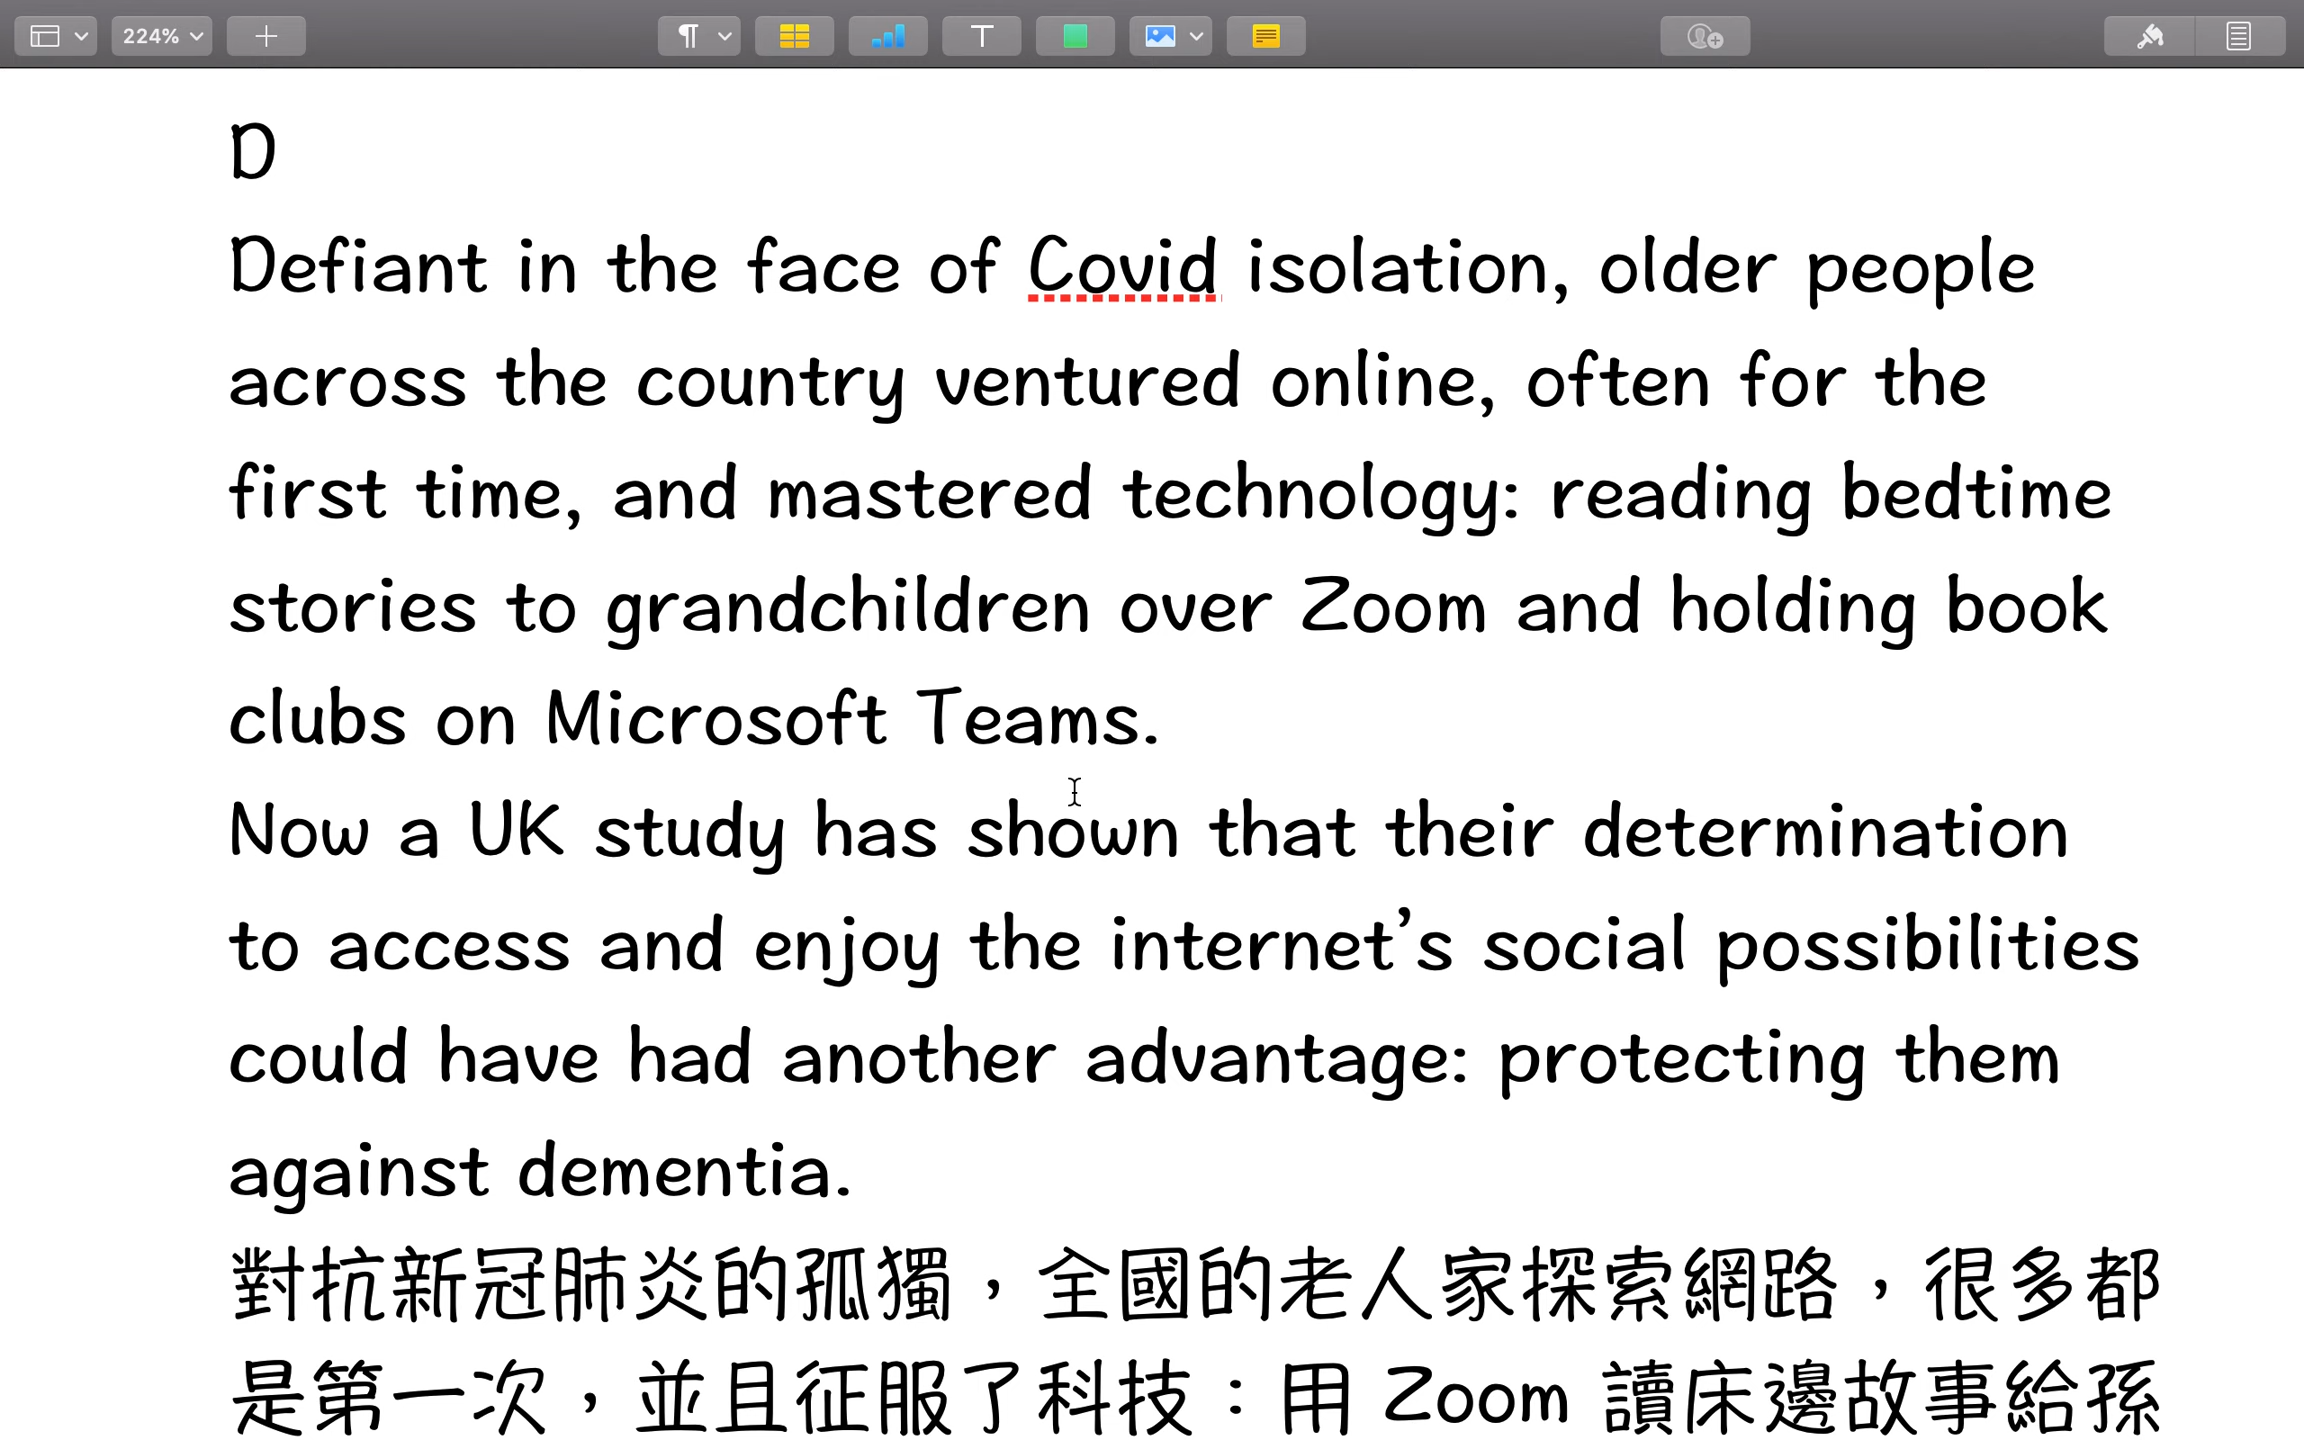 224%
D
Defiant in the face of Covid isolation, older people
across the country ventured online, often for the
first time, and mastered technology: reading bedtime
stories to grandchildren over Zoom and holding book
clubs on Microsoft Teams.
Now a UK study has shown that their determination
to access and enjoy the internet’s social possibilities
could have had another advantage: protecting them
against dementia.
對抗新冠肺炎的孤獨，全國的老人家探索網路，很多都
是第一次，並且征服了科技：用 Zoom 讀床邊故事給孫